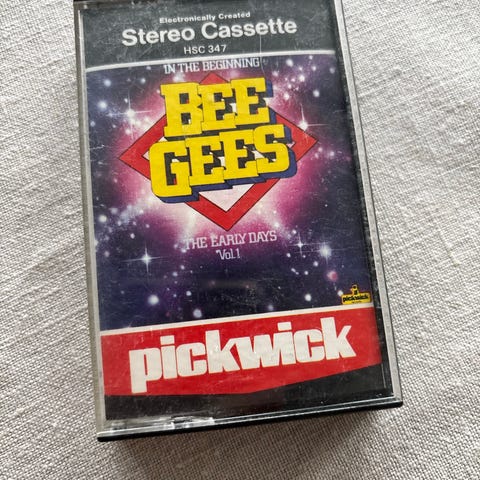 Electronically Created
Stereo Cassette
HSC 347
IN THE BEGINNING
BEE
GEES
THE EARLY DAYS
Vol.1
pickwick
pickwick